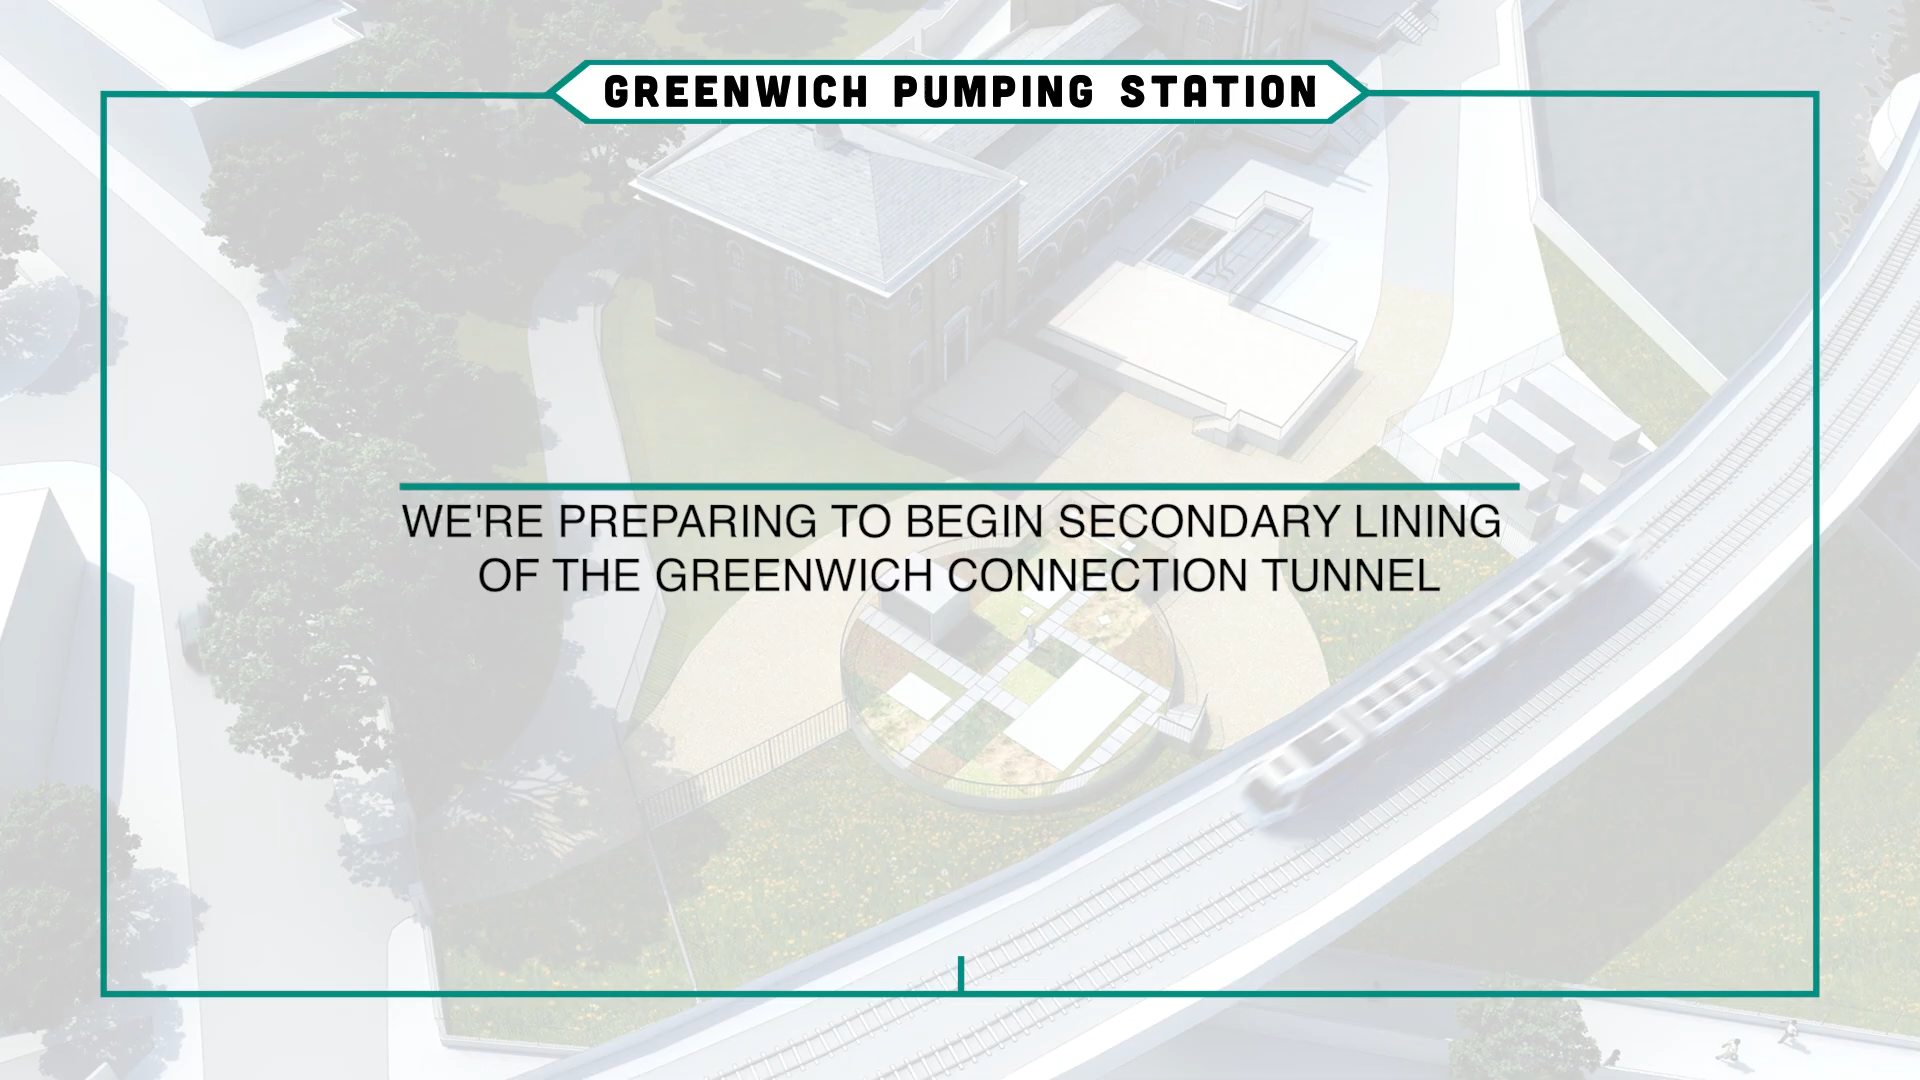 GREENWICH PUMPING STATION
WE'RE PREPARING TO BEGIN SECONDARY LINING
OF THE GREENWICH CONNECTION TUNNEL